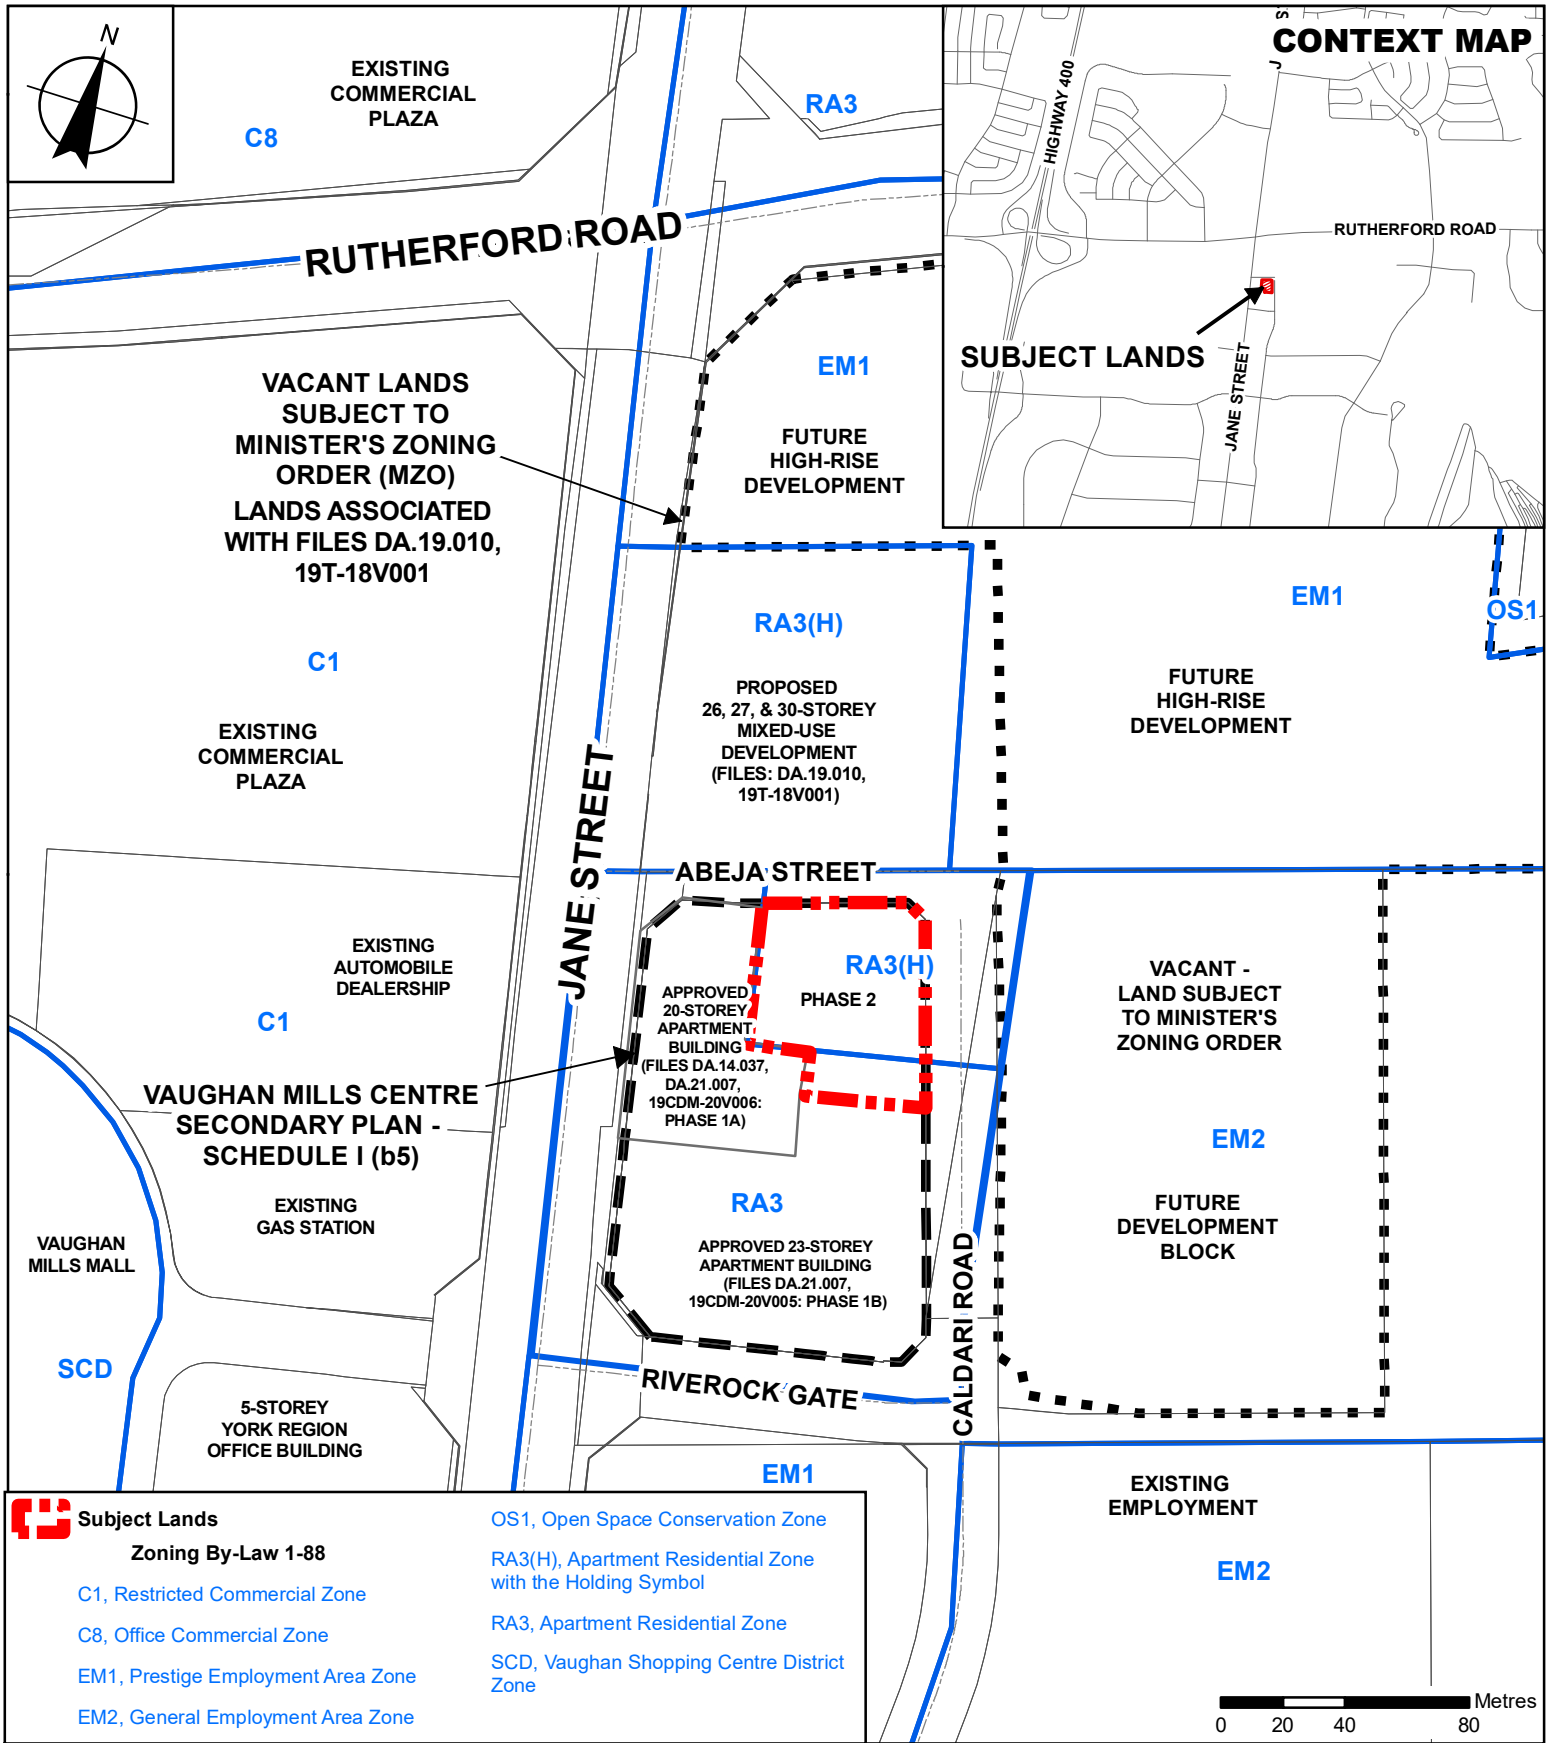 N
EXISTING
COMMERCIAL
PLAZA
C8
RA3
RUTHERFORD ROAD
CONTEXT MAP
HIGHWAY 400
RUTHERFORD ROAD
SUBJECT LANDS
JANE STREET
VACANT LANDS
SUBJECT TO
MINISTER'S ZONING
ORDER (MZO)
LANDS ASSOCIATED
WITH FILES DA.19.010,
19T-18V001
EM1
FUTURE
HIGH-RISE
DEVELOPMENT
C1
EXISTING
COMMERCIAL
PLAZA
RA3(H)
PROPOSED
26, 27, & 30-STOREY
MIXED-USE
DEVELOPMENT
(FILES: DA.19.010,
19T-18V001)
EM1
OS1
FUTURE
HIGH-RISE
DEVELOPMENT
JANE STREET
ABEJA STREET
EXISTING
AUTOMOBILE
DEALERSHIP
C1
RA3(H)
PHASE 2
APPROVED
20-STOREY
APARTMENT
BUILDING
(FILES DA.14.037,
DA.21.007,
19CDM-20V006:
PHASE 1A)
VACANT -
LAND SUBJECT
TO MINISTER'S
ZONING ORDER
VAUGHAN MILLS CENTRE
SECONDARY PLAN -
SCHEDULE I (b5)
EM2
EXISTING
GAS STATION
RA3
FUTURE
DEVELOPMENT
BLOCK
VAUGHAN
MILLS MALL
APPROVED 23-STOREY
APARTMENT BUILDING
(FILES DA.21.007,
19CDM-20V005: PHASE 1B)
CALDARI ROAD
SCD
RIVEROCK GATE
5-STOREY
YORK REGION
OFFICE BUILDING
EM1
EXISTING
EMPLOYMENT
EM2
Subject Lands
Zoning By-Law 1-88
C1, Restricted Commercial Zone
C8, Office Commercial Zone
EM1, Prestige Employment Area Zone
EM2, General Employment Area Zone
OS1, Open Space Conservation Zone
RA3(H), Apartment Residential Zone
with the Holding Symbol
RA3, Apartment Residential Zone
SCD, Vaughan Shopping Centre District
Zone
Metres
0 20 40 80